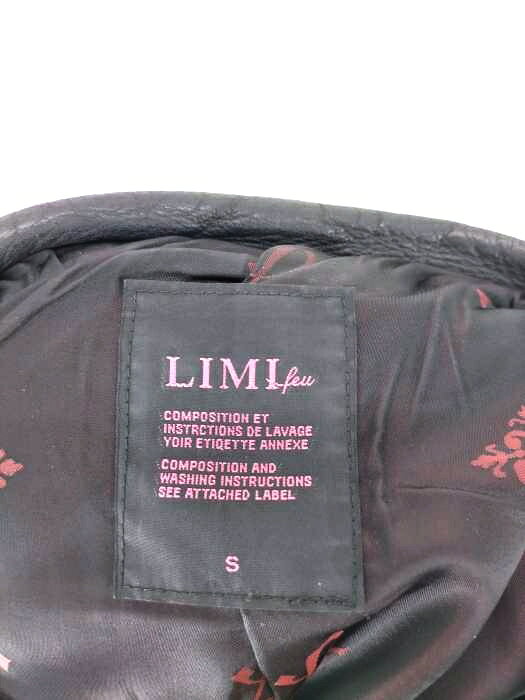 LIMI feu
COMPOSITION ET
INSTRCTIONS DE LAVAGE
YOIR ETIQETTE ANNEXE
COMPOSITION AND
WASHING INSTRUCTIONS
SEE ATTACHED LABEL
S